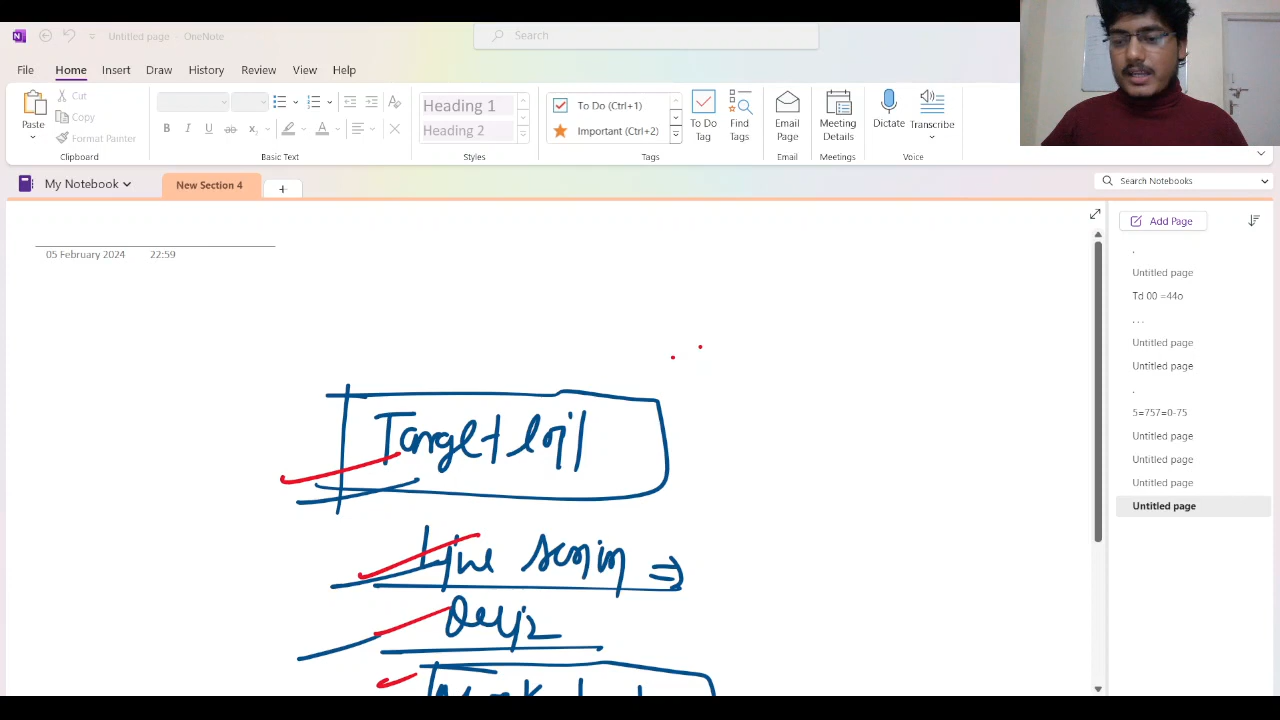 Untitled page - OneNote
Search
File Home Insert Draw History Review View Help
Paste
Cut
Copy
Format Painter
Clipboard
B I U ab x
A
Basic Text
Heading 1
Heading 2
Styles
To Do (Ctrl+1)
Important (Ctrl+2)
Tags
To Do Tag
Find Tags
Email Page
Email
Meeting Details
Meetings
Dictate
Transcribe
Voice
My Notebook
New Section 4
+
Search Notebooks
05 February 2024 22:59
Add Page
.
Untitled page
Td 00 =44o
...
Untitled page
Untitled page
.
5=757=0-75
Untitled page
Untitled page
Untitled page
Untitled page
Target
⇒